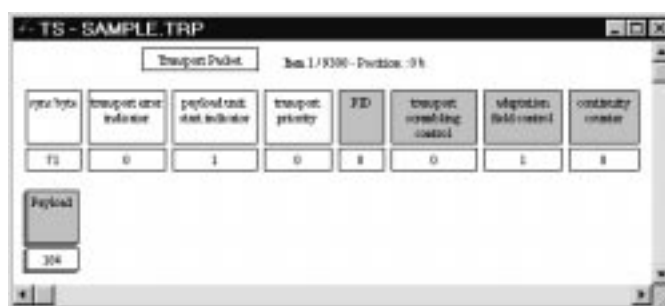 TS - SAMPLE.TRP
Transport Packet Item 1 / 9300 - Position : 0%
sync byte transport error indicator payload unit start indicator transport priority PID transport scrambling control adaptation field control continuity counter
71 0 1 0 0 1
Payload
184